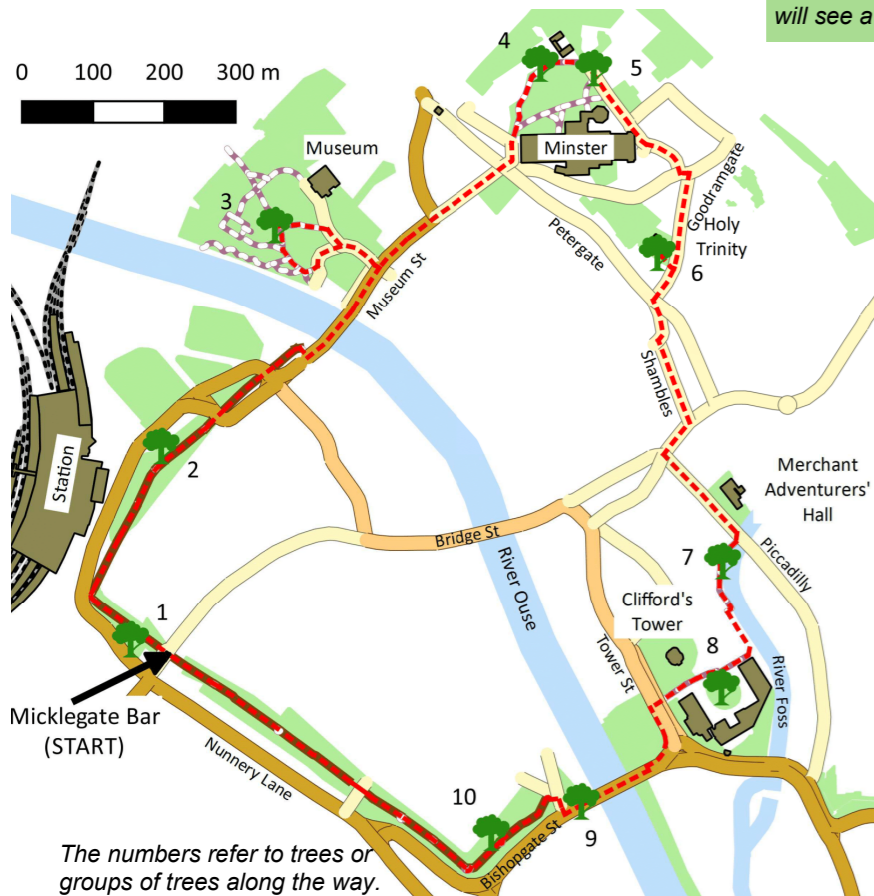 will see a
0 100 200 300 m
4
5
Museum
Minster
3
Goodramgate
Holy
Trinity
Petergate
6
Museum St
Shambles
Station
2
Merchant
Adventurers'
Hall
Bridge St
River Ouse
7
Piccadilly
1
Clifford's
Tower
8
Tower St
River Foss
Micklegate Bar
(START)
Nunnery Lane
10
9
Bishopgate St
The numbers refer to trees or
groups of trees along the way.